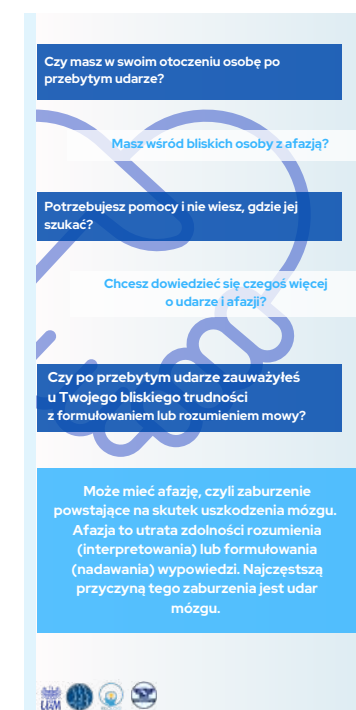 Czy masz w swoim otoczeniu osobę po
przebytym udarze?
Masz wśród bliskich osoby z afazją?
Potrzebujesz pomocy i nie wiesz, gdzie jej
szukać?
Chcesz dowiedzieć się czegoś więcej
o udarze i afazji?
Czy po przebytym udarze zauważyłeś
u Twojego bliskiego trudności
z formułowaniem lub rozumieniem mowy?
Może mieć afazję, czyli zaburzenie
powstające na skutek uszkodzenia mózgu.
Afazja to utrata zdolności rozumienia
(interpretowania) lub formułowania
(nadawania) wypowiedzi. Najczęstszą
przyczyną tego zaburzenia jest udar
mózgu.